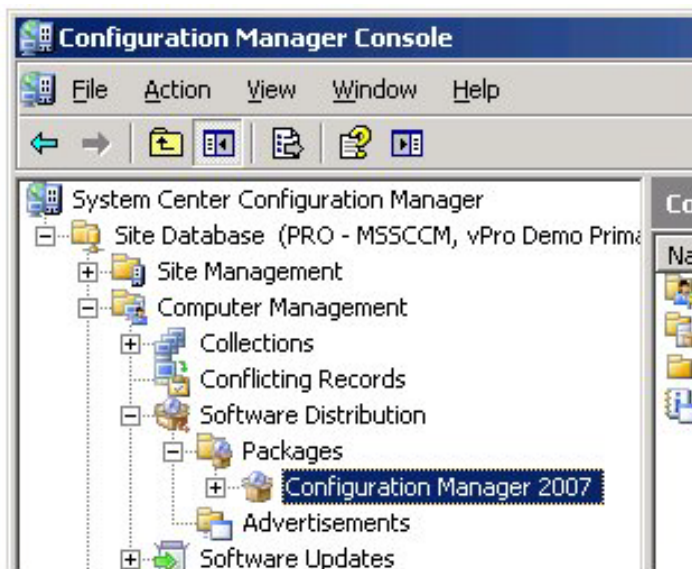 Configuration Manager Console
File Action View Window Help
System Center Configuration Manager
Site Database (PRO - MSSCCM, vPro Demo
Site Management
Computer Management
Collections
Conflicting Records
Software Distribution
Packages
Configuration Manager 2007
Advertisements
Software Updates
Co
Na